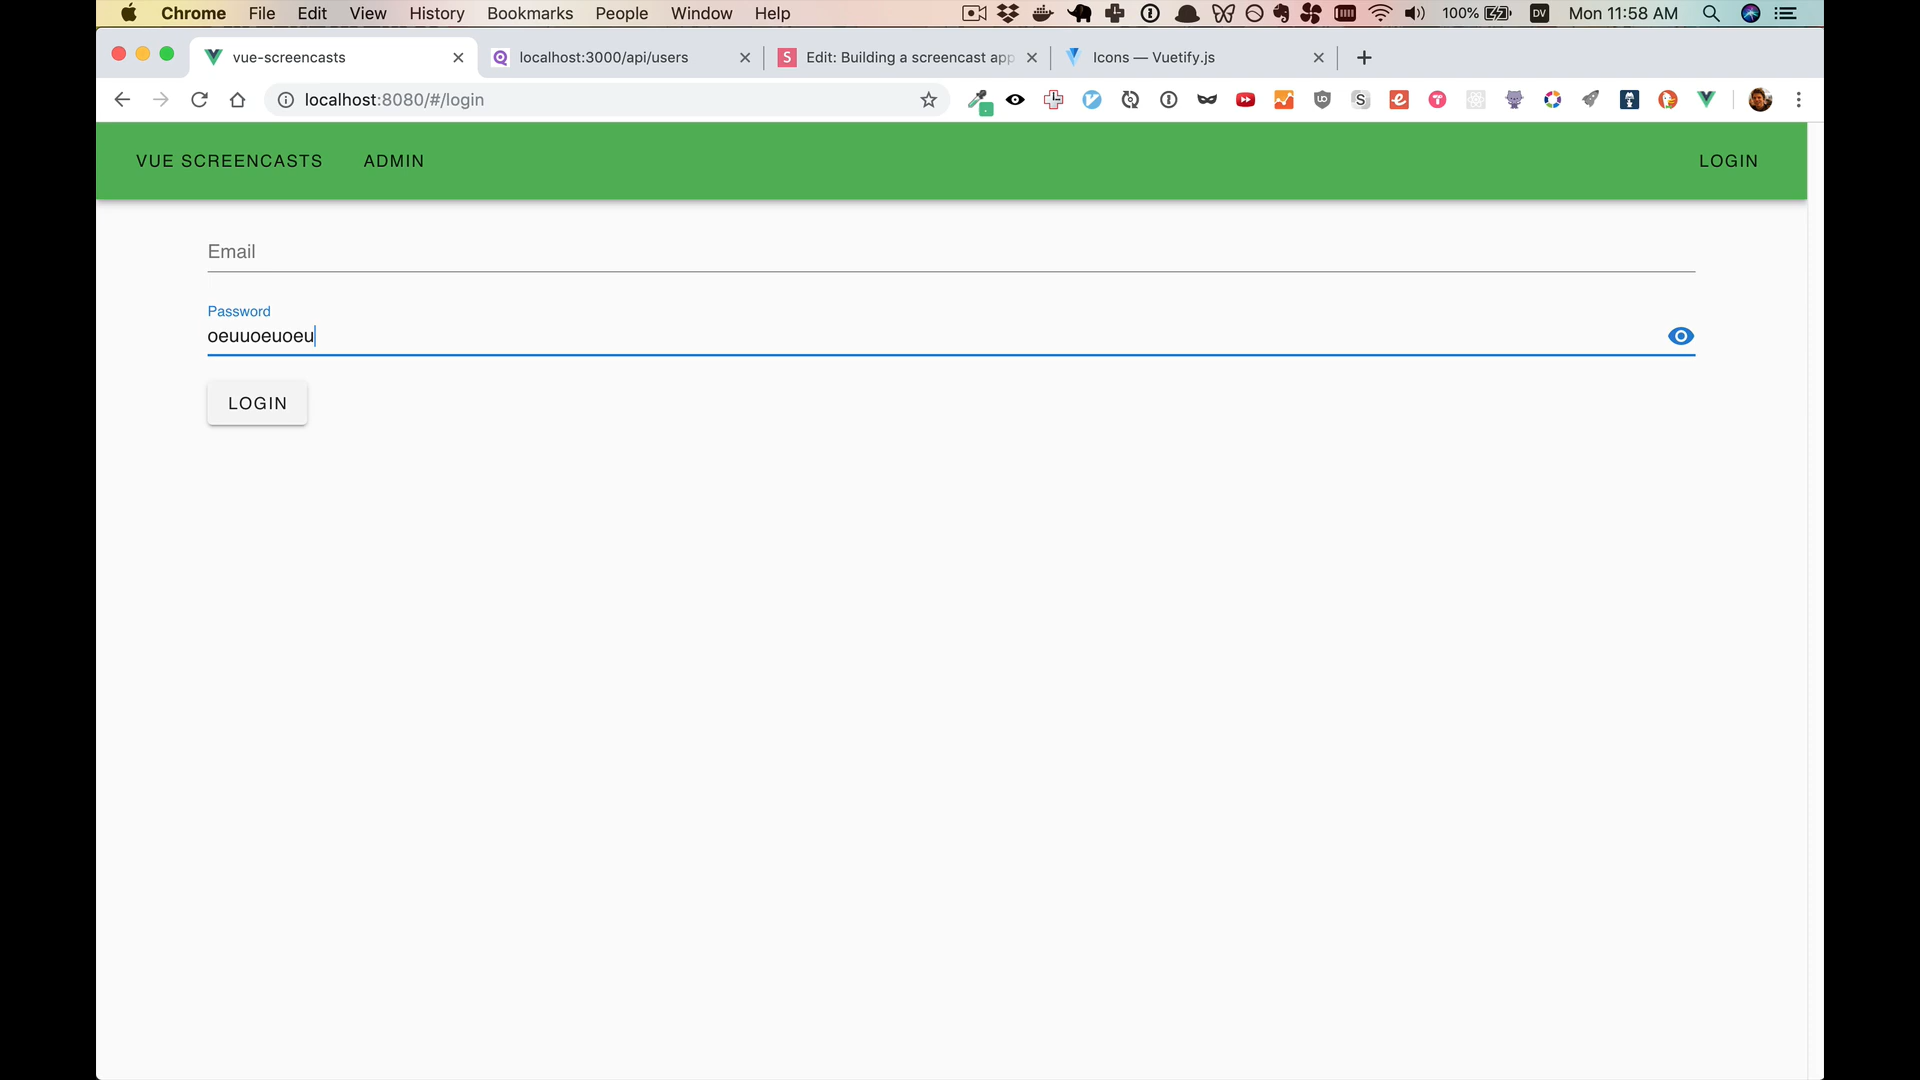 Chrome File Edit View History Bookmarks People Window Help 100% DV Mon 11:58 AM
vue-screencasts localhost:3000/api/users S Edit: Building a screencast app Icons — Vuetify.js
localhost:8080/#/login
VUE SCREENCASTS ADMIN LOGIN
Email
Password
oeuuoeuoeu
LOGIN